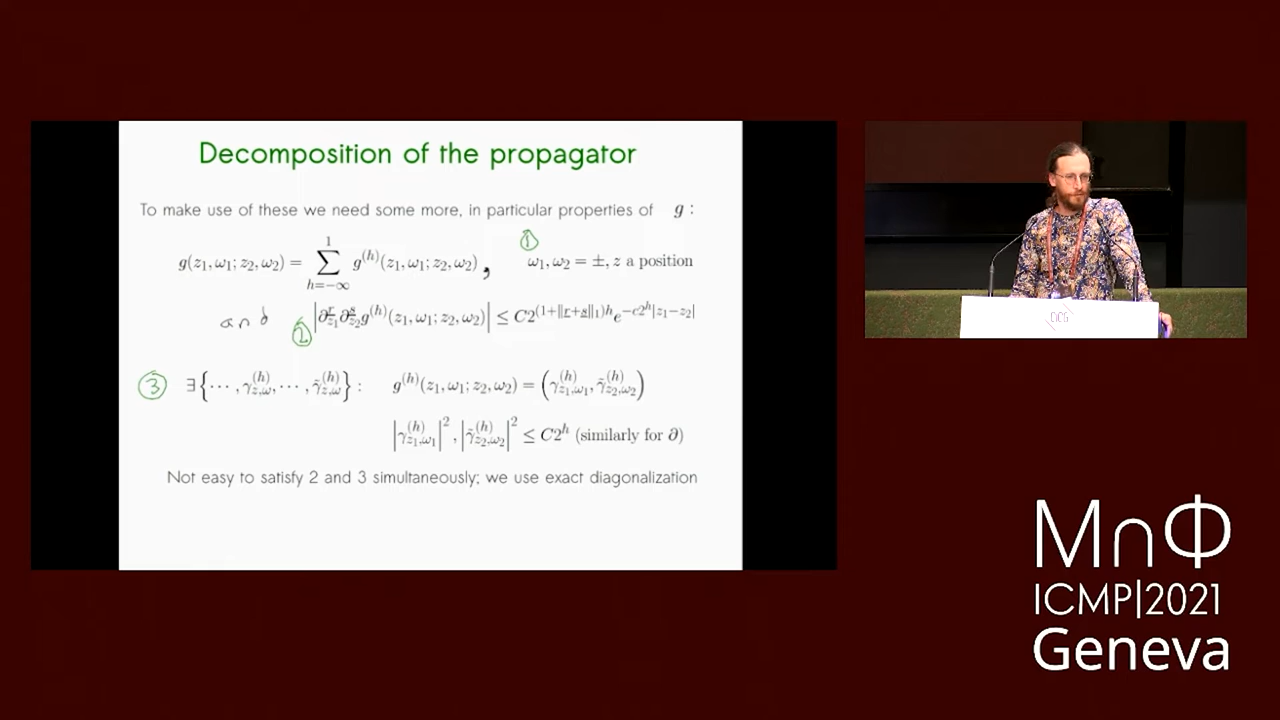 Decomposition of the propagator
To make use of these we need some more, in particular properties of g :
①
g(z₁, ω₁; z₂, ω₂) = ∑_{h=−∞}^{1} g^{(h)}(z₁, ω₁; z₂, ω₂) , ω₁, ω₂ = ±, z a position
and ② |∂_{z₁}^{r} ∂_{z₂}^{s} g^{(h)}(z₁, ω₁; z₂, ω₂)| ≤ C2^{(1+‖r+s‖₁)h} e^{−c2^h|z₁−z₂|}
③ ∃ { ⋯ , γ_{z,ω}^{(h)}, ⋯ , γ̃_{z,ω}^{(h)} } : g^{(h)}(z₁, ω₁; z₂, ω₂) = (γ_{z₁,ω₁}^{(h)}, γ̃_{z₂,ω₂}^{(h)})
|γ_{z₁,ω₁}^{(h)}|², |γ̃_{z₂,ω₂}^{(h)}|² ≤ C2^h (similarly for ∂)
Not easy to satisfy 2 and 3 simultaneously; we use exact diagonalization
M∩Φ
ICMP|2021
Geneva